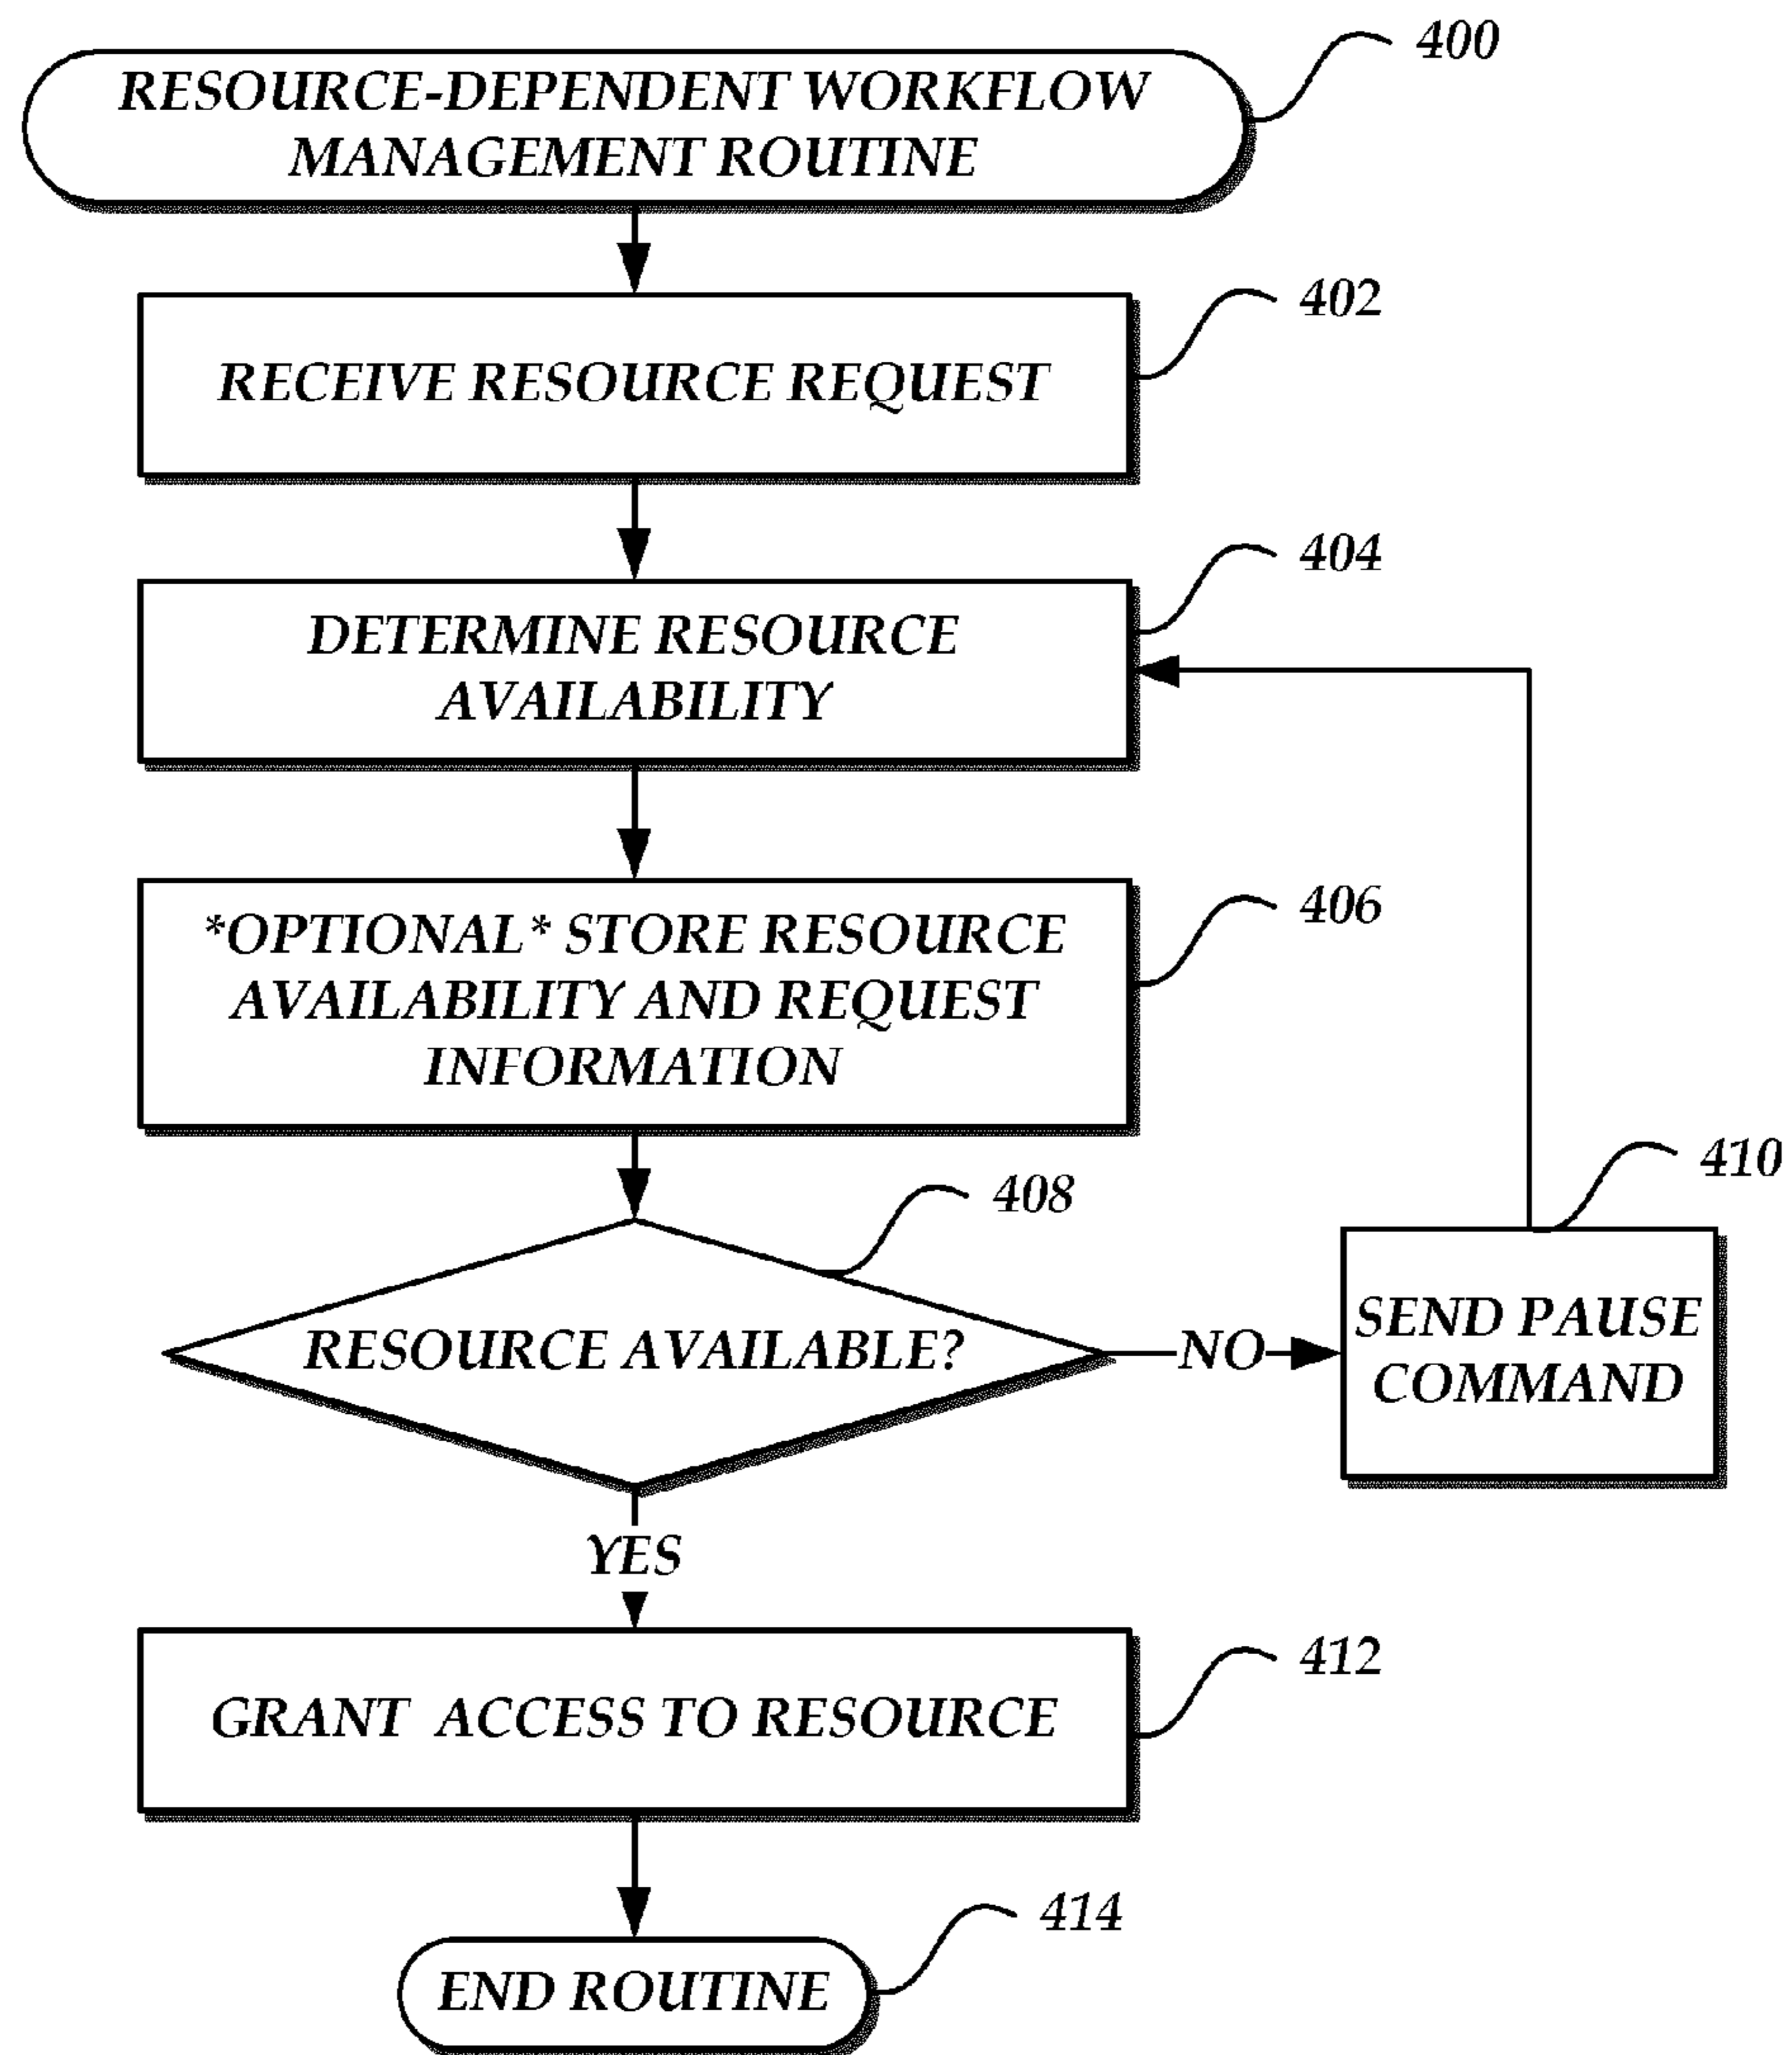 400
RESOURCE-DEPENDENT WORKFLOW
MANAGEMENT ROUTINE
402
RECEIVE RESOURCE REQUEST
404
DETERMINE RESOURCE
AVAILABILITY
406
*OPTIONAL* STORE RESOURCE
AVAILABILITY AND REQUEST
INFORMATION
408
RESOURCE AVAILABLE?
NO
410
SEND PAUSE
COMMAND
YES
412
GRANT ACCESS TO RESOURCE
414
END ROUTINE